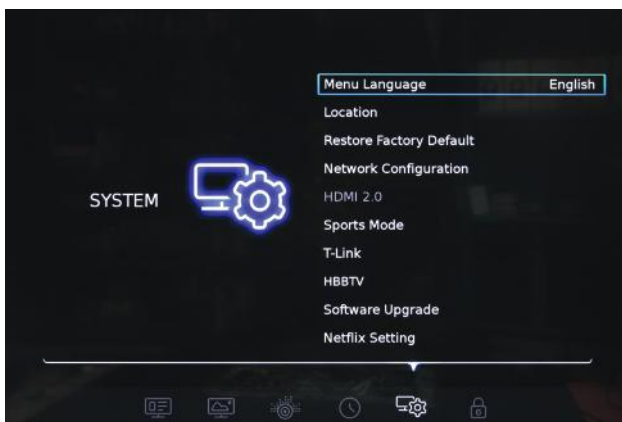 Menu Language English
Location
Restore Factory Default
Network Configuration
HDMI 2.0
SYSTEM
Sports Mode
T-Link
HBBTV
Software Upgrade
Netflix Setting